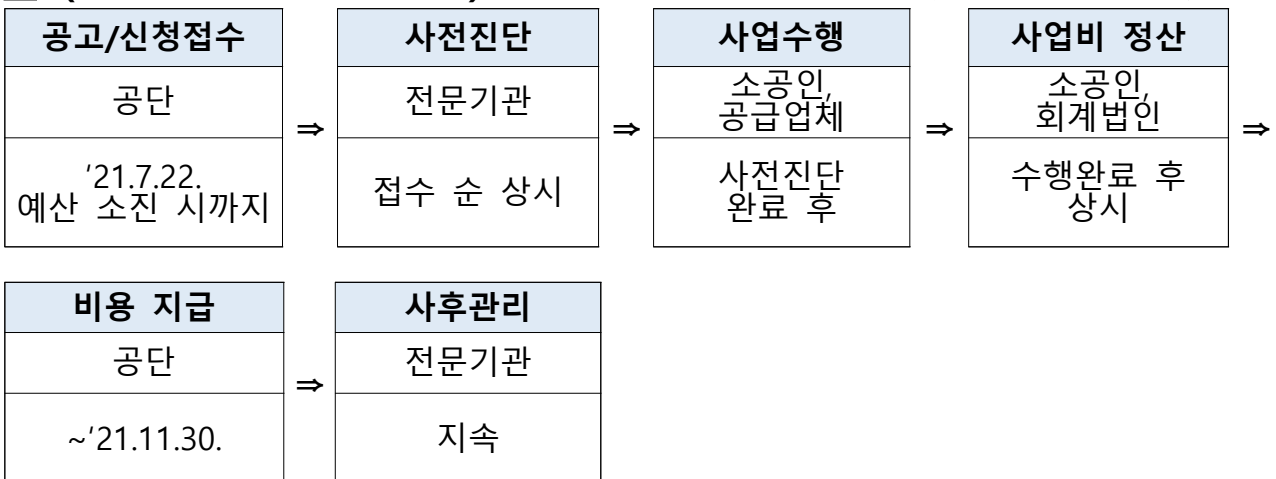 공고/신청접수 사전진단 사업수행 사업비 정산
공단 전문기관 소공인, 소공인,
공급업체 회계법인
⇒ ⇒ ⇒ ⇒
'21.7.22. 접수 순 상시 사전진단 수행완료 후
예산 소진 시까지 완료 후 상시
비용 지급 사후관리
공단 전문기관
⇒
~'21.11.30. 지속